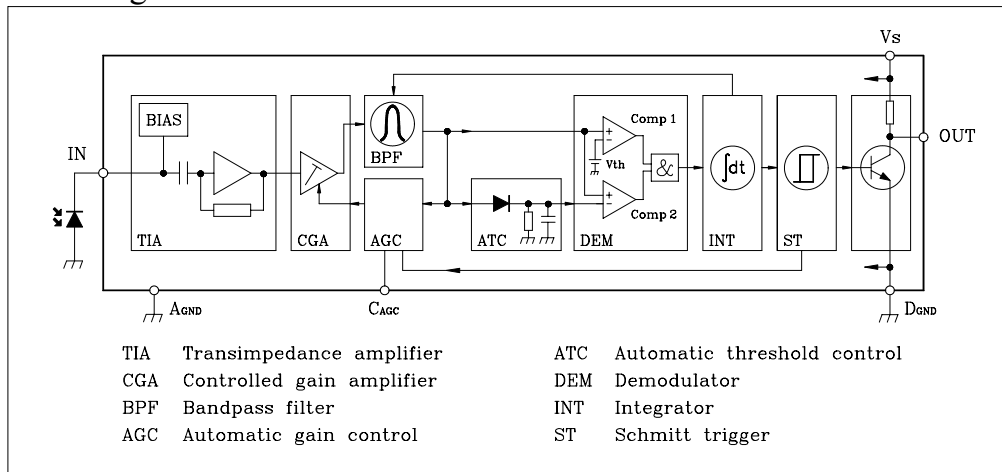 Vs
BIAS
Comp 1
OUT
IN
BPF
Vth
&
∫dt
Comp 2
TIA
CGA
AGC
ATC
DEM
INT
ST
AGND
CAGC
DGND
TIA Transimpedance amplifier
CGA Controlled gain amplifier
BPF Bandpass filter
AGC Automatic gain control
ATC Automatic threshold control
DEM Demodulator
INT Integrator
ST Schmitt trigger